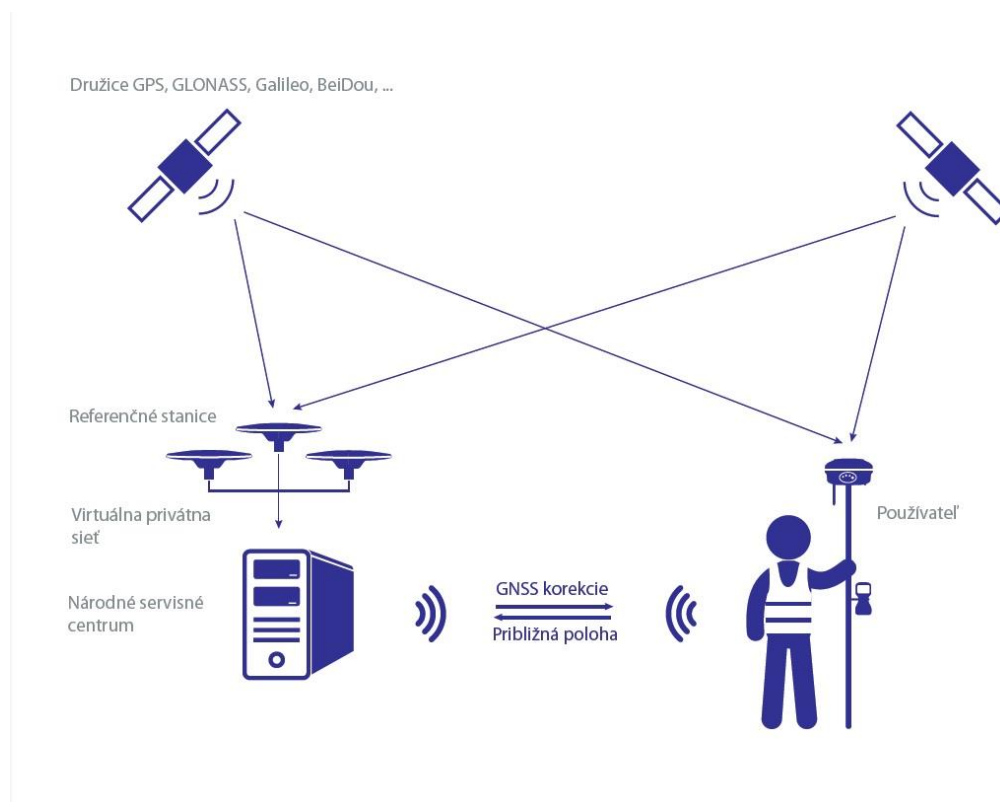 Družice GPS, GLONASS, Galileo, BeiDou, ...
Referenčné stanice
Virtuálna privátna
sieť
Používateľ
Národné servisné
centrum
GNSS korekcie
Približná poloha